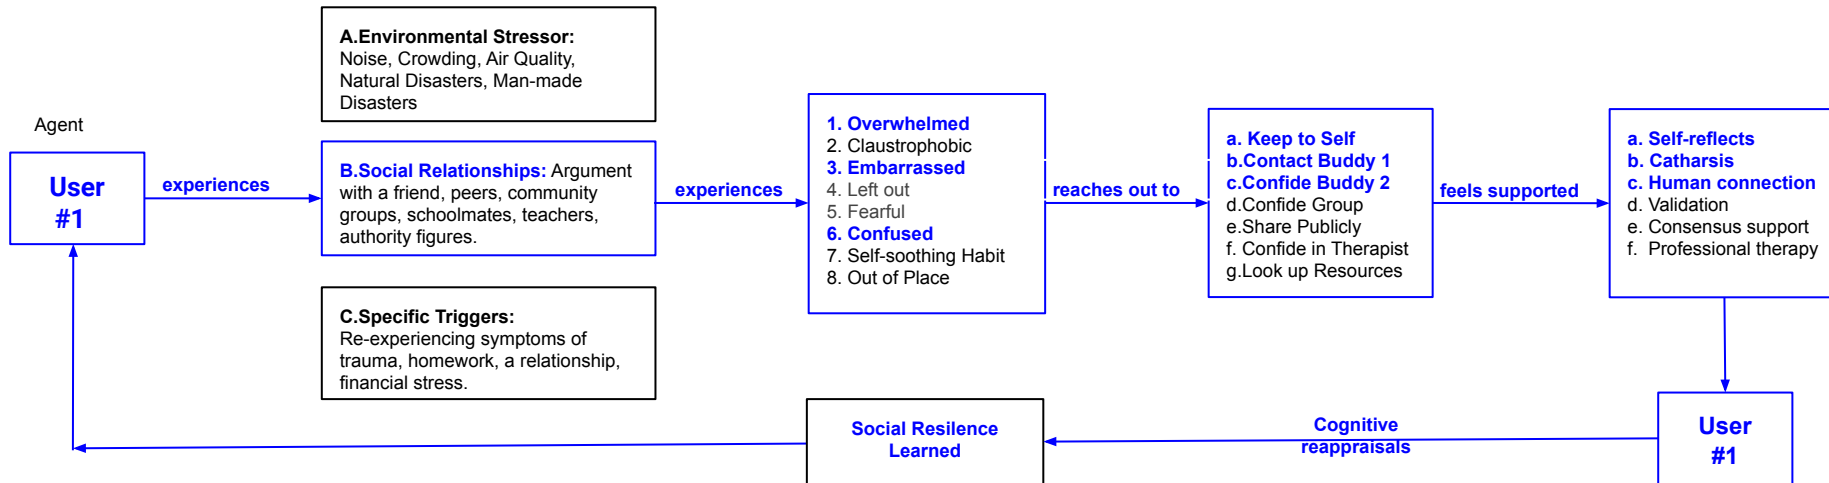 Agent
User
#1
experiences
A.Environmental Stressor:
Noise, Crowding, Air Quality,
Natural Disasters, Man-made
Disasters
B.Social Relationships: Argument
with a friend, peers, community
groups, schoolmates, teachers,
authority figures.
C.Specific Triggers:
Re-experiencing symptoms of
trauma, homework, a relationship,
financial stress.
experiences
1. Overwhelmed
2. Claustrophobic
3. Embarrassed
4. Left out
5. Fearful
6. Confused
7. Self-soothing Habit
8. Out of Place
reaches out to
a. Keep to Self
b.Contact Buddy 1
c.Confide Buddy 2
d.Confide Group
e.Share Publicly
f. Confide in Therapist
g.Look up Resources
feels supported
a. Self-reflects
b. Catharsis
c. Human connection
d. Validation
e. Consensus support
f. Professional therapy
User
#1
Cognitive
reappraisals
Social Resilence
Learned